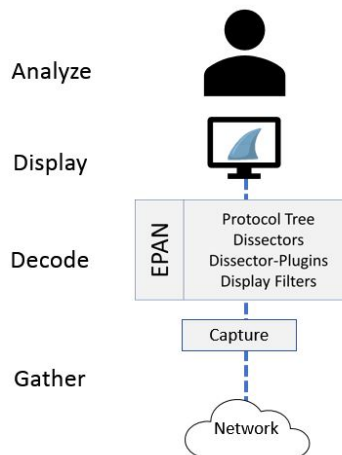 Analyze
Display
Decode
EPAN
Protocol Tree
Dissectors
Dissector-Plugins
Display Filters
Capture
Gather
Network